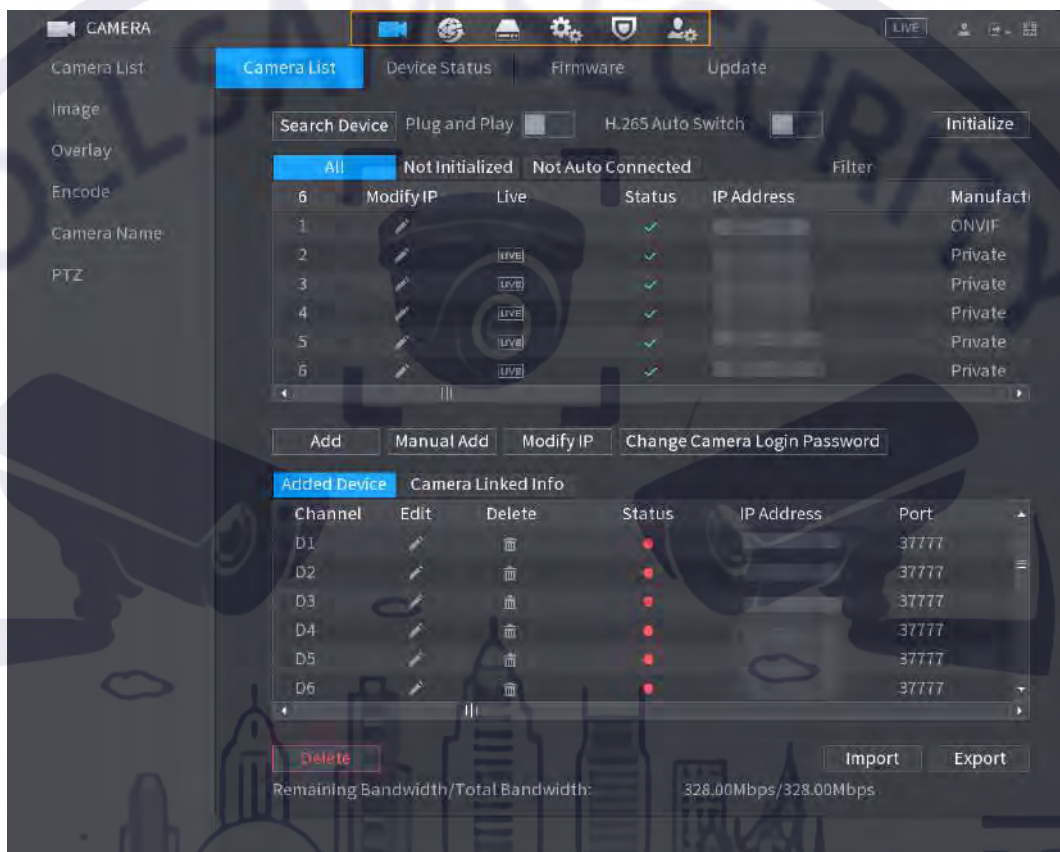 CAMERA LIVE
Camera List
Image
Overlay
Encode
Camera Name
PTZ
Camera List Device Status Firmware Update
Search Device Plug and Play H.265 Auto Switch Initialize
All Not Initialized Not Auto Connected Filter
6 Modify IP Live Status IP Address Manufact
1 ONVIF
2 LIVE Private
3 LIVE Private
4 LIVE Private
5 LIVE Private
6 LIVE Private
Add Manual Add Modify IP Change Camera Login Password
Added Device Camera Linked Info
Channel Edit Delete Status IP Address Port
D1 37777
D2 37777
D3 37777
D4 37777
D5 37777
D6 37777
Delete Import Export
Remaining Bandwidth/Total Bandwidth: 328.00Mbps/328.00Mbps